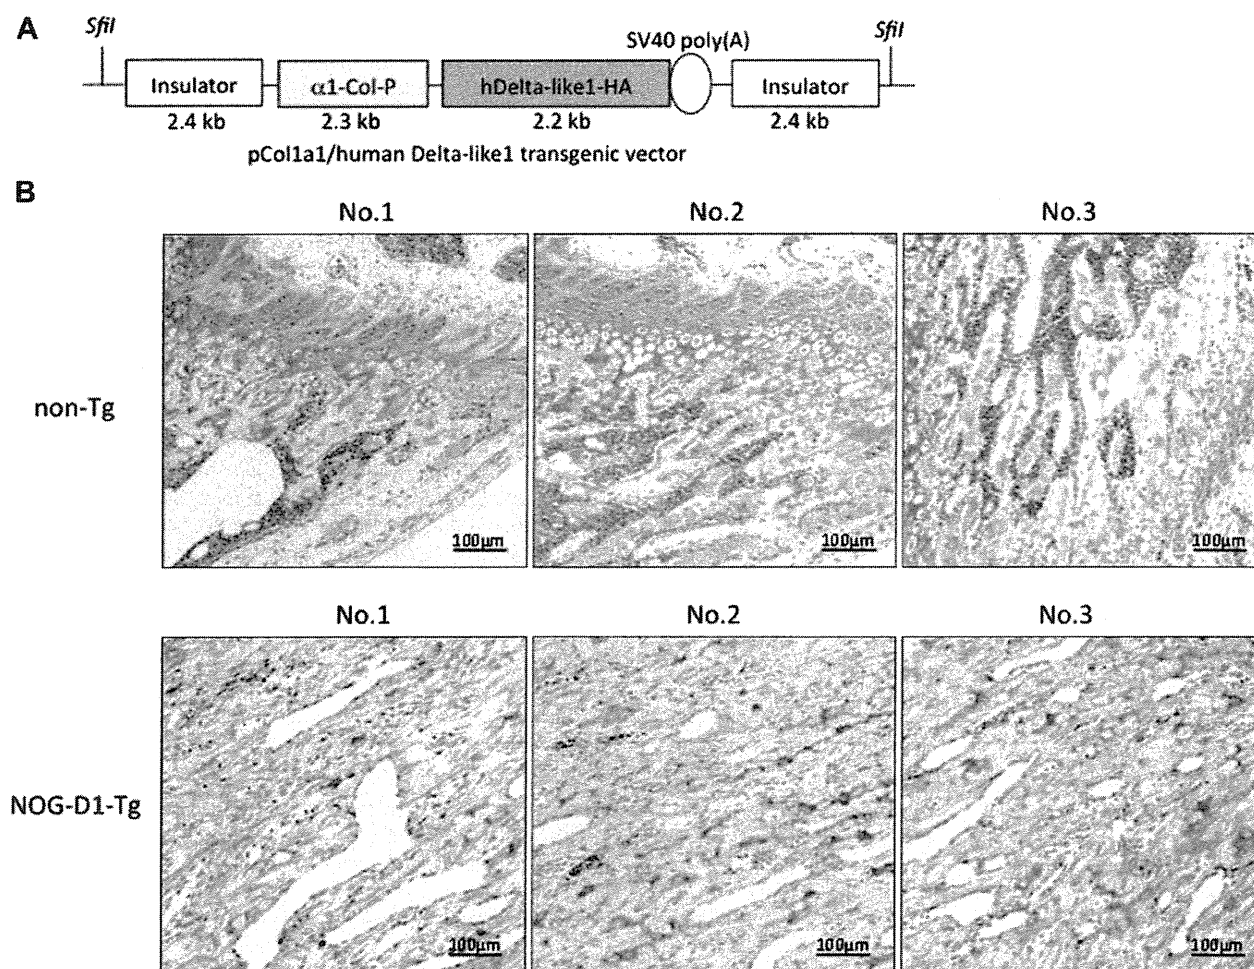 A
SfiI
SfiI
SV40 poly(A)
Insulator
α1-Col-P
hDelta-like1-HA
Insulator
2.4 kb
2.3 kb
2.2 kb
2.4 kb
pCol1a1/human Delta-like1 transgenic vector
B
No.1
No.2
No.3
non-Tg
100μm
100μm
100μm
No.1
No.2
No.3
NOG-D1-Tg
100μm
100μm
100μm